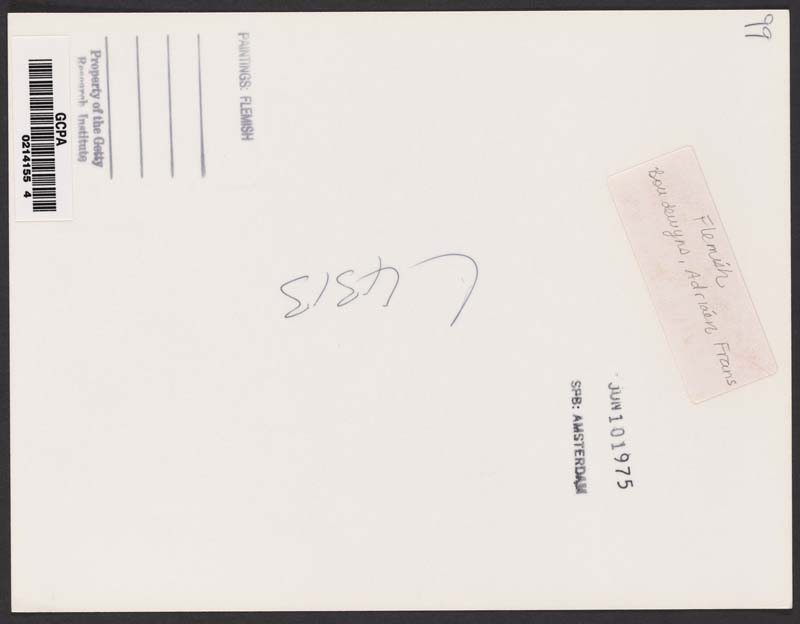 99
PAINTINGS: FLEMISH
Property of the Getty
Research Institute
GCPA
0214155 4
Flemish
Boudewyns, Adriaen Frans
JUN 10 1975
SPB: AMSTERDAM